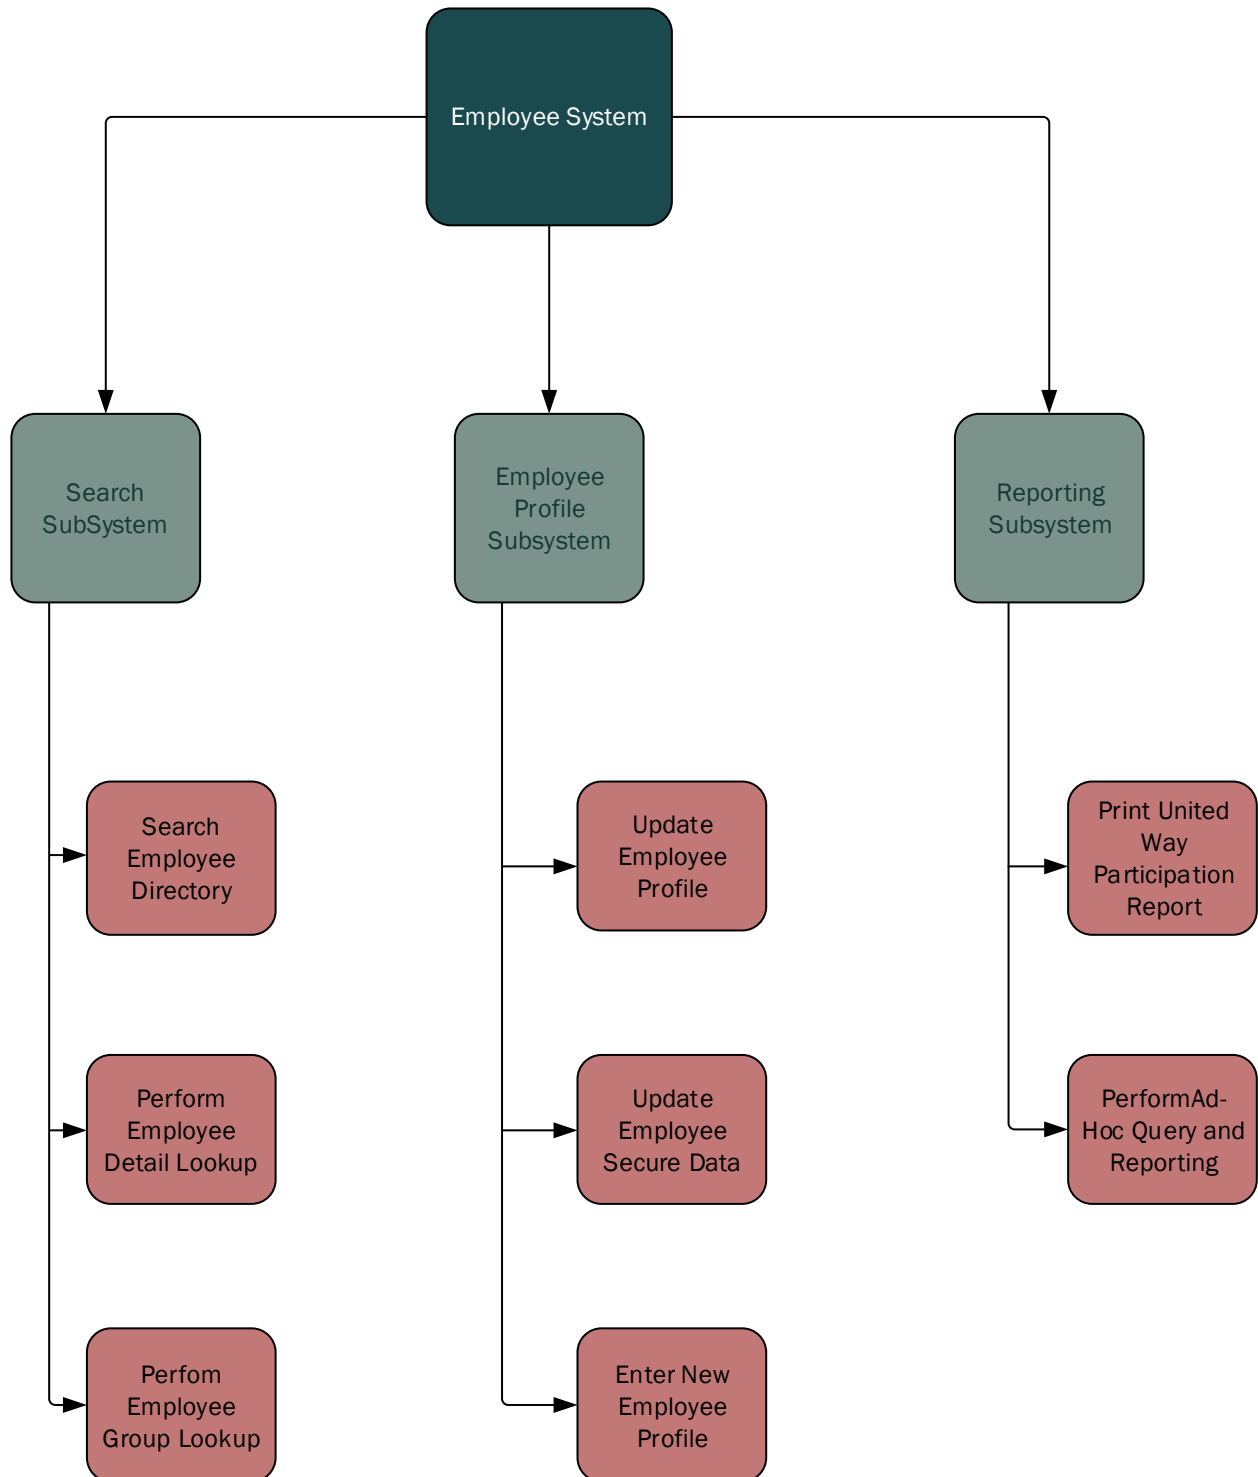 Employee System
Search
SubSystem
Employee
Profile
Subsystem
Reporting
Subsystem
Search
Employee
Directory
Update
Employee
Profile
Print United
Way
Participation
Report
Perform
Employee
Detail Lookup
Update
Employee
Secure Data
PerformAd-
Hoc Query and
Reporting
Perfom
Employee
Group Lookup
Enter New
Employee
Profile